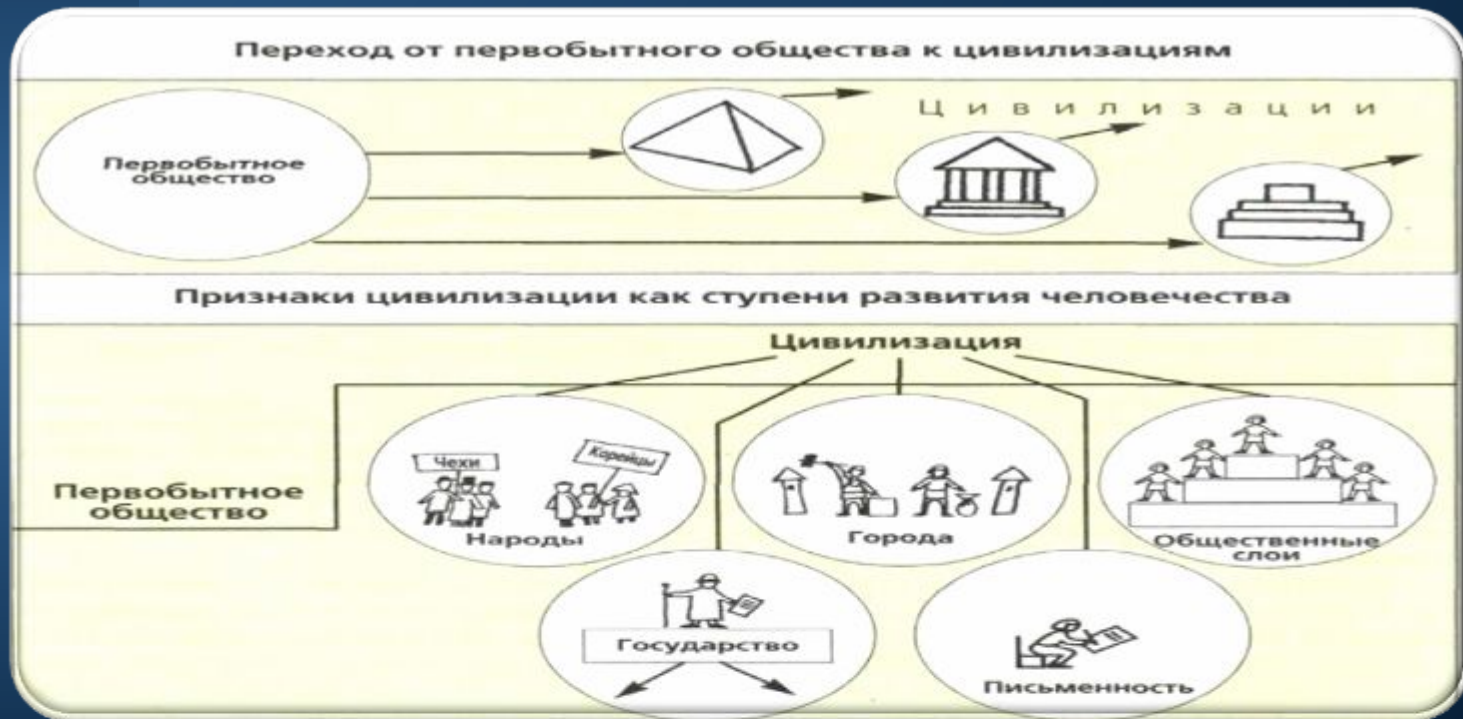 Переход от первобытного общества к цивилизациям
Цивилизации
Первобытное
общество
Признаки цивилизации как ступени развития человечества
Цивилизация
Первобытное
общество
Чехи
Корейцы
Народы
Города
Общественные
слои
Государство
Письменность